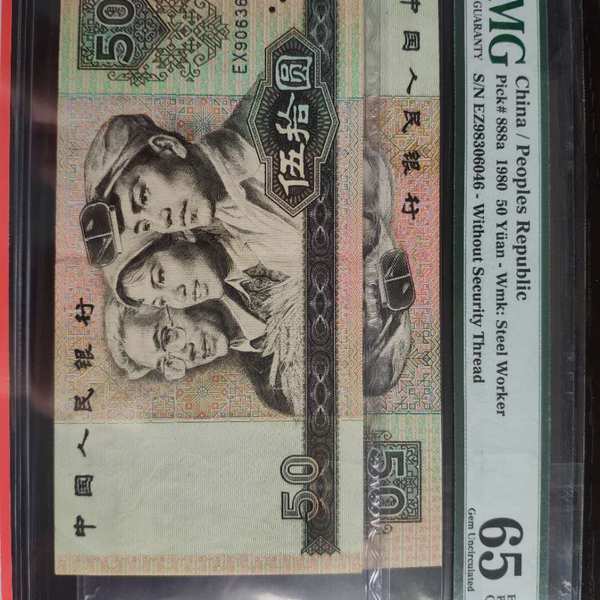 MG
GUARANTY
China / Peoples Republic
Pick# 888a 1980 50 Yüan - Wmk: Steel Worker
S/N EZ98306046 - Without Security Thread
65
Gem Uncirculated
中国人民银行
50
50
EX90536
伍拾圆
50
中国人民银行